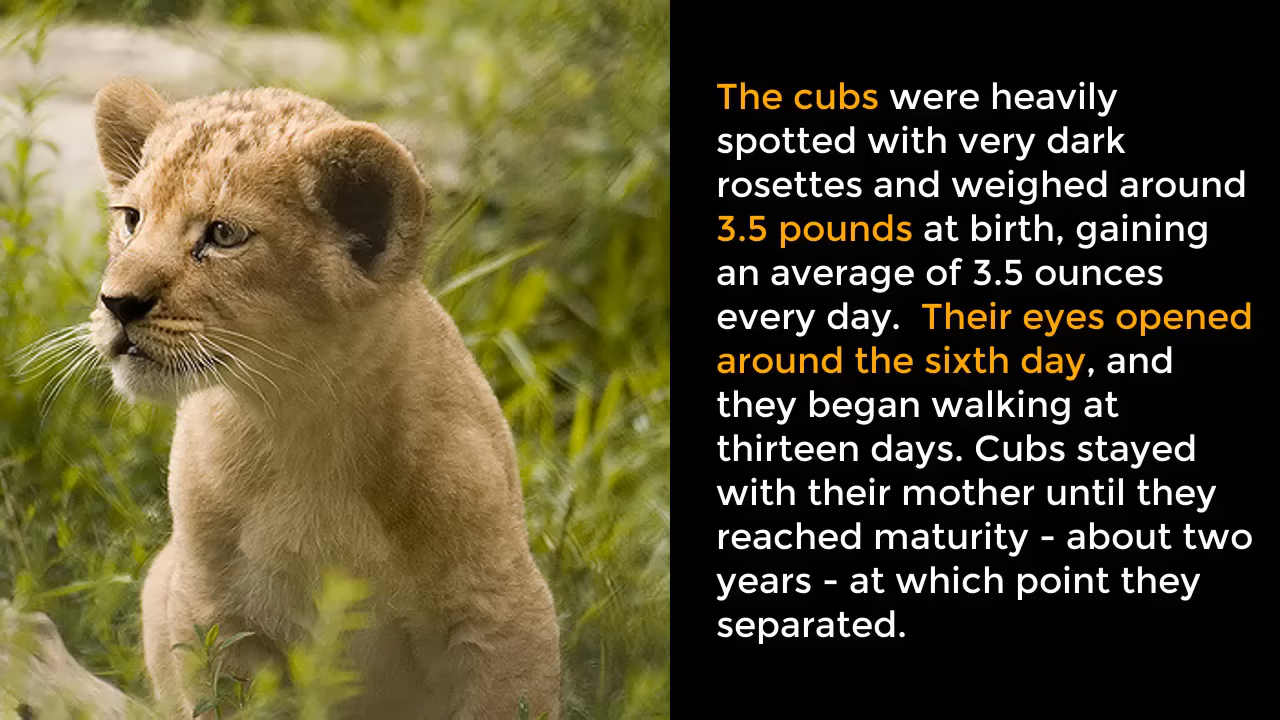 The cubs were heavily
spotted with very dark
rosettes and weighed around
3.5 pounds at birth, gaining
an average of 3.5 ounces
every day.  Their eyes opened
around the sixth day, and
they began walking at
thirteen days. Cubs stayed
with their mother until they
reached maturity - about two
years - at which point they
separated.